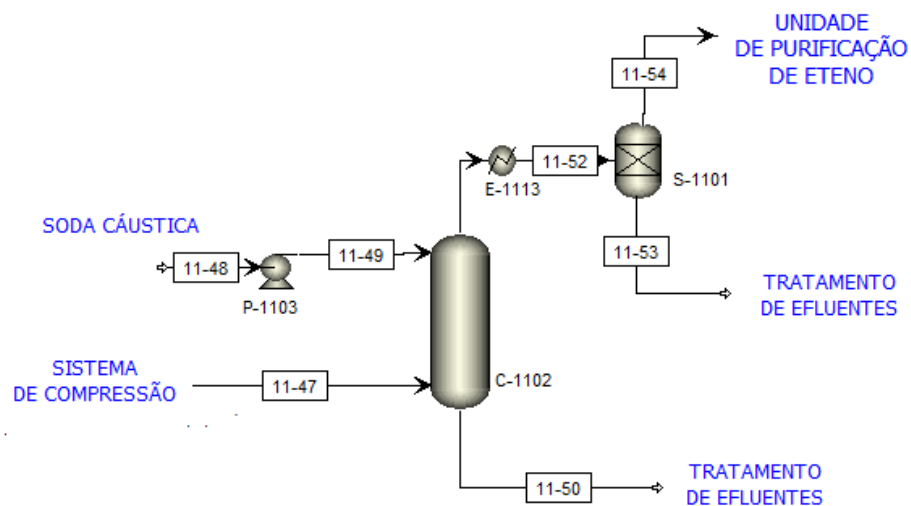 UNIDADE
DE PURIFICAÇÃO
DE ETENO
11-54
11-52
E-1113
S-1101
SODA CÁUSTICA
11-48
11-49
11-53
P-1103
TRATAMENTO
DE EFLUENTES
SISTEMA
DE COMPRESSÃO
11-47
C-1102
11-50
TRATAMENTO
DE EFLUENTES